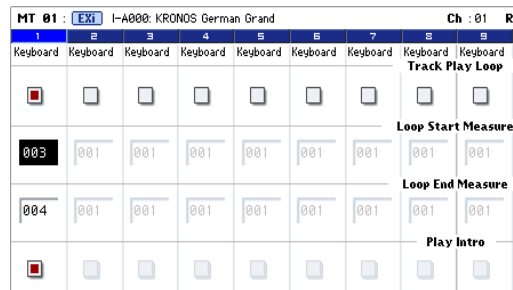 MT 01 : EXi I-A000: KRONOS German Grand Ch :01 R
1 2 3 4 5 6 7 8 9
Keyboard Keyboard Keyboard Keyboard Keyboard Keyboard Keyboard Keyboard Keyboard
Track Play Loop
Loop Start Measure
003 001 001 001 001 001 001 001 001
Loop End Measure
004 001 001 001 001 001 001 001 001
Play Intro